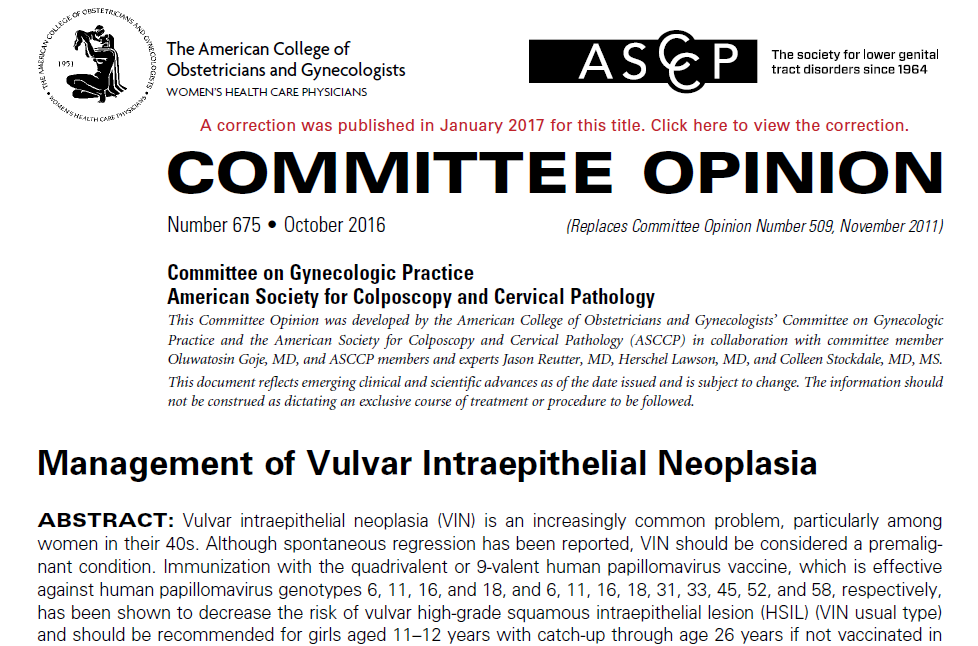 THE AMERICAN COLLEGE OF OBSTETRICIANS AND GYNECOLOGISTS
1951
WOMEN'S HEALTH CARE PHYSICIANS
The American College of
Obstetricians and Gynecologists
WOMEN'S HEALTH CARE PHYSICIANS
ASCCP
The society for lower genital
tract disorders since 1964
A correction was published in January 2017 for this title. Click here to view the correction.
COMMITTEE OPINION
Number 675 • October 2016
(Replaces Committee Opinion Number 509, November 2011)
Committee on Gynecologic Practice
American Society for Colposcopy and Cervical Pathology
This Committee Opinion was developed by the American College of Obstetricians and Gynecologists' Committee on Gynecologic
Practice and the American Society for Colposcopy and Cervical Pathology (ASCCP) in collaboration with committee member
Oluwatosin Goje, MD, and ASCCP members and experts Jason Reutter, MD, Herschel Lawson, MD, and Colleen Stockdale, MD, MS.
This document reflects emerging clinical and scientific advances as of the date issued and is subject to change. The information should
not be construed as dictating an exclusive course of treatment or procedure to be followed.
Management of Vulvar Intraepithelial Neoplasia
ABSTRACT: Vulvar intraepithelial neoplasia (VIN) is an increasingly common problem, particularly among
women in their 40s. Although spontaneous regression has been reported, VIN should be considered a premalig-
nant condition. Immunization with the quadrivalent or 9-valent human papillomavirus vaccine, which is effective
against human papillomavirus genotypes 6, 11, 16, and 18, and 6, 11, 16, 18, 31, 33, 45, 52, and 58, respectively,
has been shown to decrease the risk of vulvar high-grade squamous intraepithelial lesion (HSIL) (VIN usual type)
and should be recommended for girls aged 11–12 years with catch-up through age 26 years if not vaccinated in